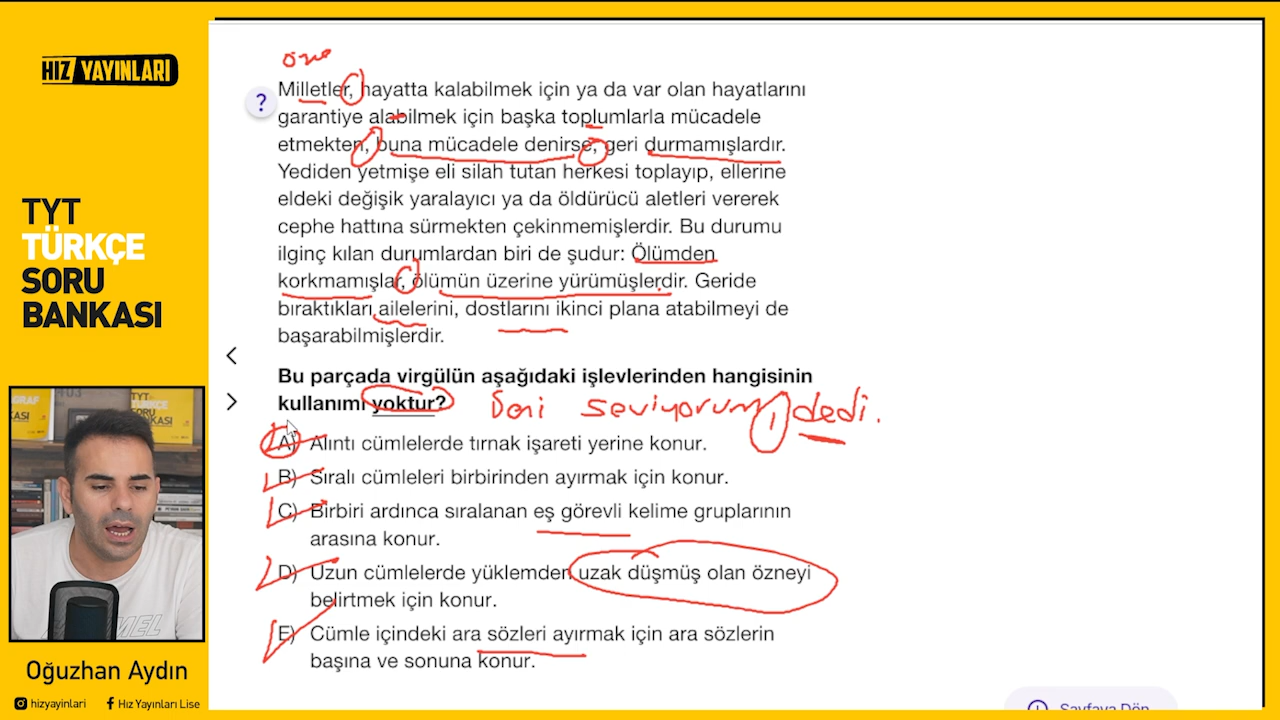 HIZ YAYINLARI
TYT
TÜRKÇE
SORU
BANKASI
Oğuzhan Aydın
hizyayinlari
Hız Yayınları Lise
özne
?
Milletler, hayatta kalabilmek için ya da var olan hayatlarını
garantiye alabilmek için başka toplumlarla mücadele
etmekten, buna mücadele denirse, geri durmamışlardır.
Yediden yetmişe eli silah tutan herkesi toplayıp, ellerine
eldeki değişik yaralayıcı ya da öldürücü aletleri vererek
cephe hattına sürmekten çekinmemişlerdir. Bu durumu
ilginç kılan durumlardan biri de şudur: Ölümden
korkmamışlar, ölümün üzerine yürümüşlerdir. Geride
bıraktıkları ailelerini, dostlarını ikinci plana atabilmeyi de
başarabilmişlerdir.
Bu parçada virgülün aşağıdaki işlevlerinden hangisinin
kullanımı yoktur?
Seni seviyorum, dedi.
A) Alıntı cümlelerde tırnak işareti yerine konur.
B) Sıralı cümleleri birbirinden ayırmak için konur.
C) Birbiri ardınca sıralanan eş görevli kelime gruplarının
arasına konur.
D) Uzun cümlelerde yüklemden uzak düşmüş olan özneyi
belirtmek için konur.
E) Cümle içindeki ara sözleri ayırmak için ara sözlerin
başına ve sonuna konur.
Sayfaya Dön